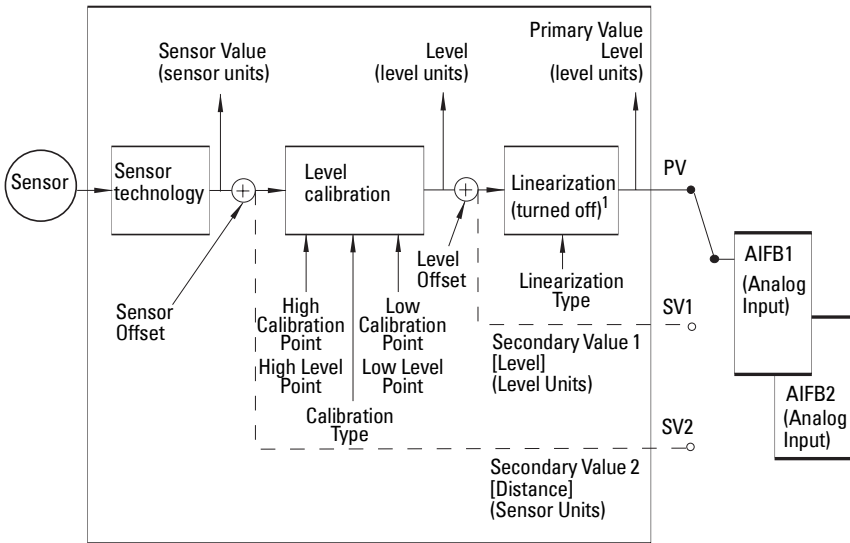 Sensor Value
(sensor units)
Level
(level units)
Primary Value
Level
(level units)
Sensor
Sensor
technology
Level
calibration
Linearization
(turned off)1
PV
AIFB1
(Analog
Input)
Sensor
Offset
High
Calibration
Point
High Level
Point
Low
Calibration
Point
Low Level
Point
Calibration
Type
Level
Offset
Linearization
Type
SV1
Secondary Value 1
[Level]
(Level Units)
AIFB2
(Analog
Input)
SV2
Secondary Value 2
[Distance]
(Sensor Units)